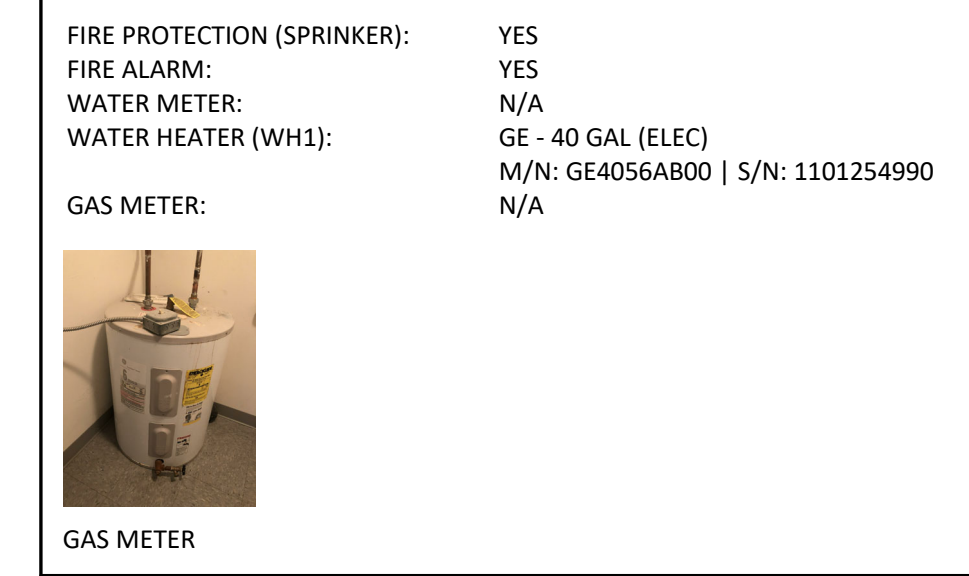 FIRE PROTECTION (SPRINKER): YES
FIRE ALARM: YES
WATER METER: N/A
WATER HEATER (WH1): GE - 40 GAL (ELEC)
M/N: GE4056AB00 | S/N: 1101254990
GAS METER: N/A
GAS METER